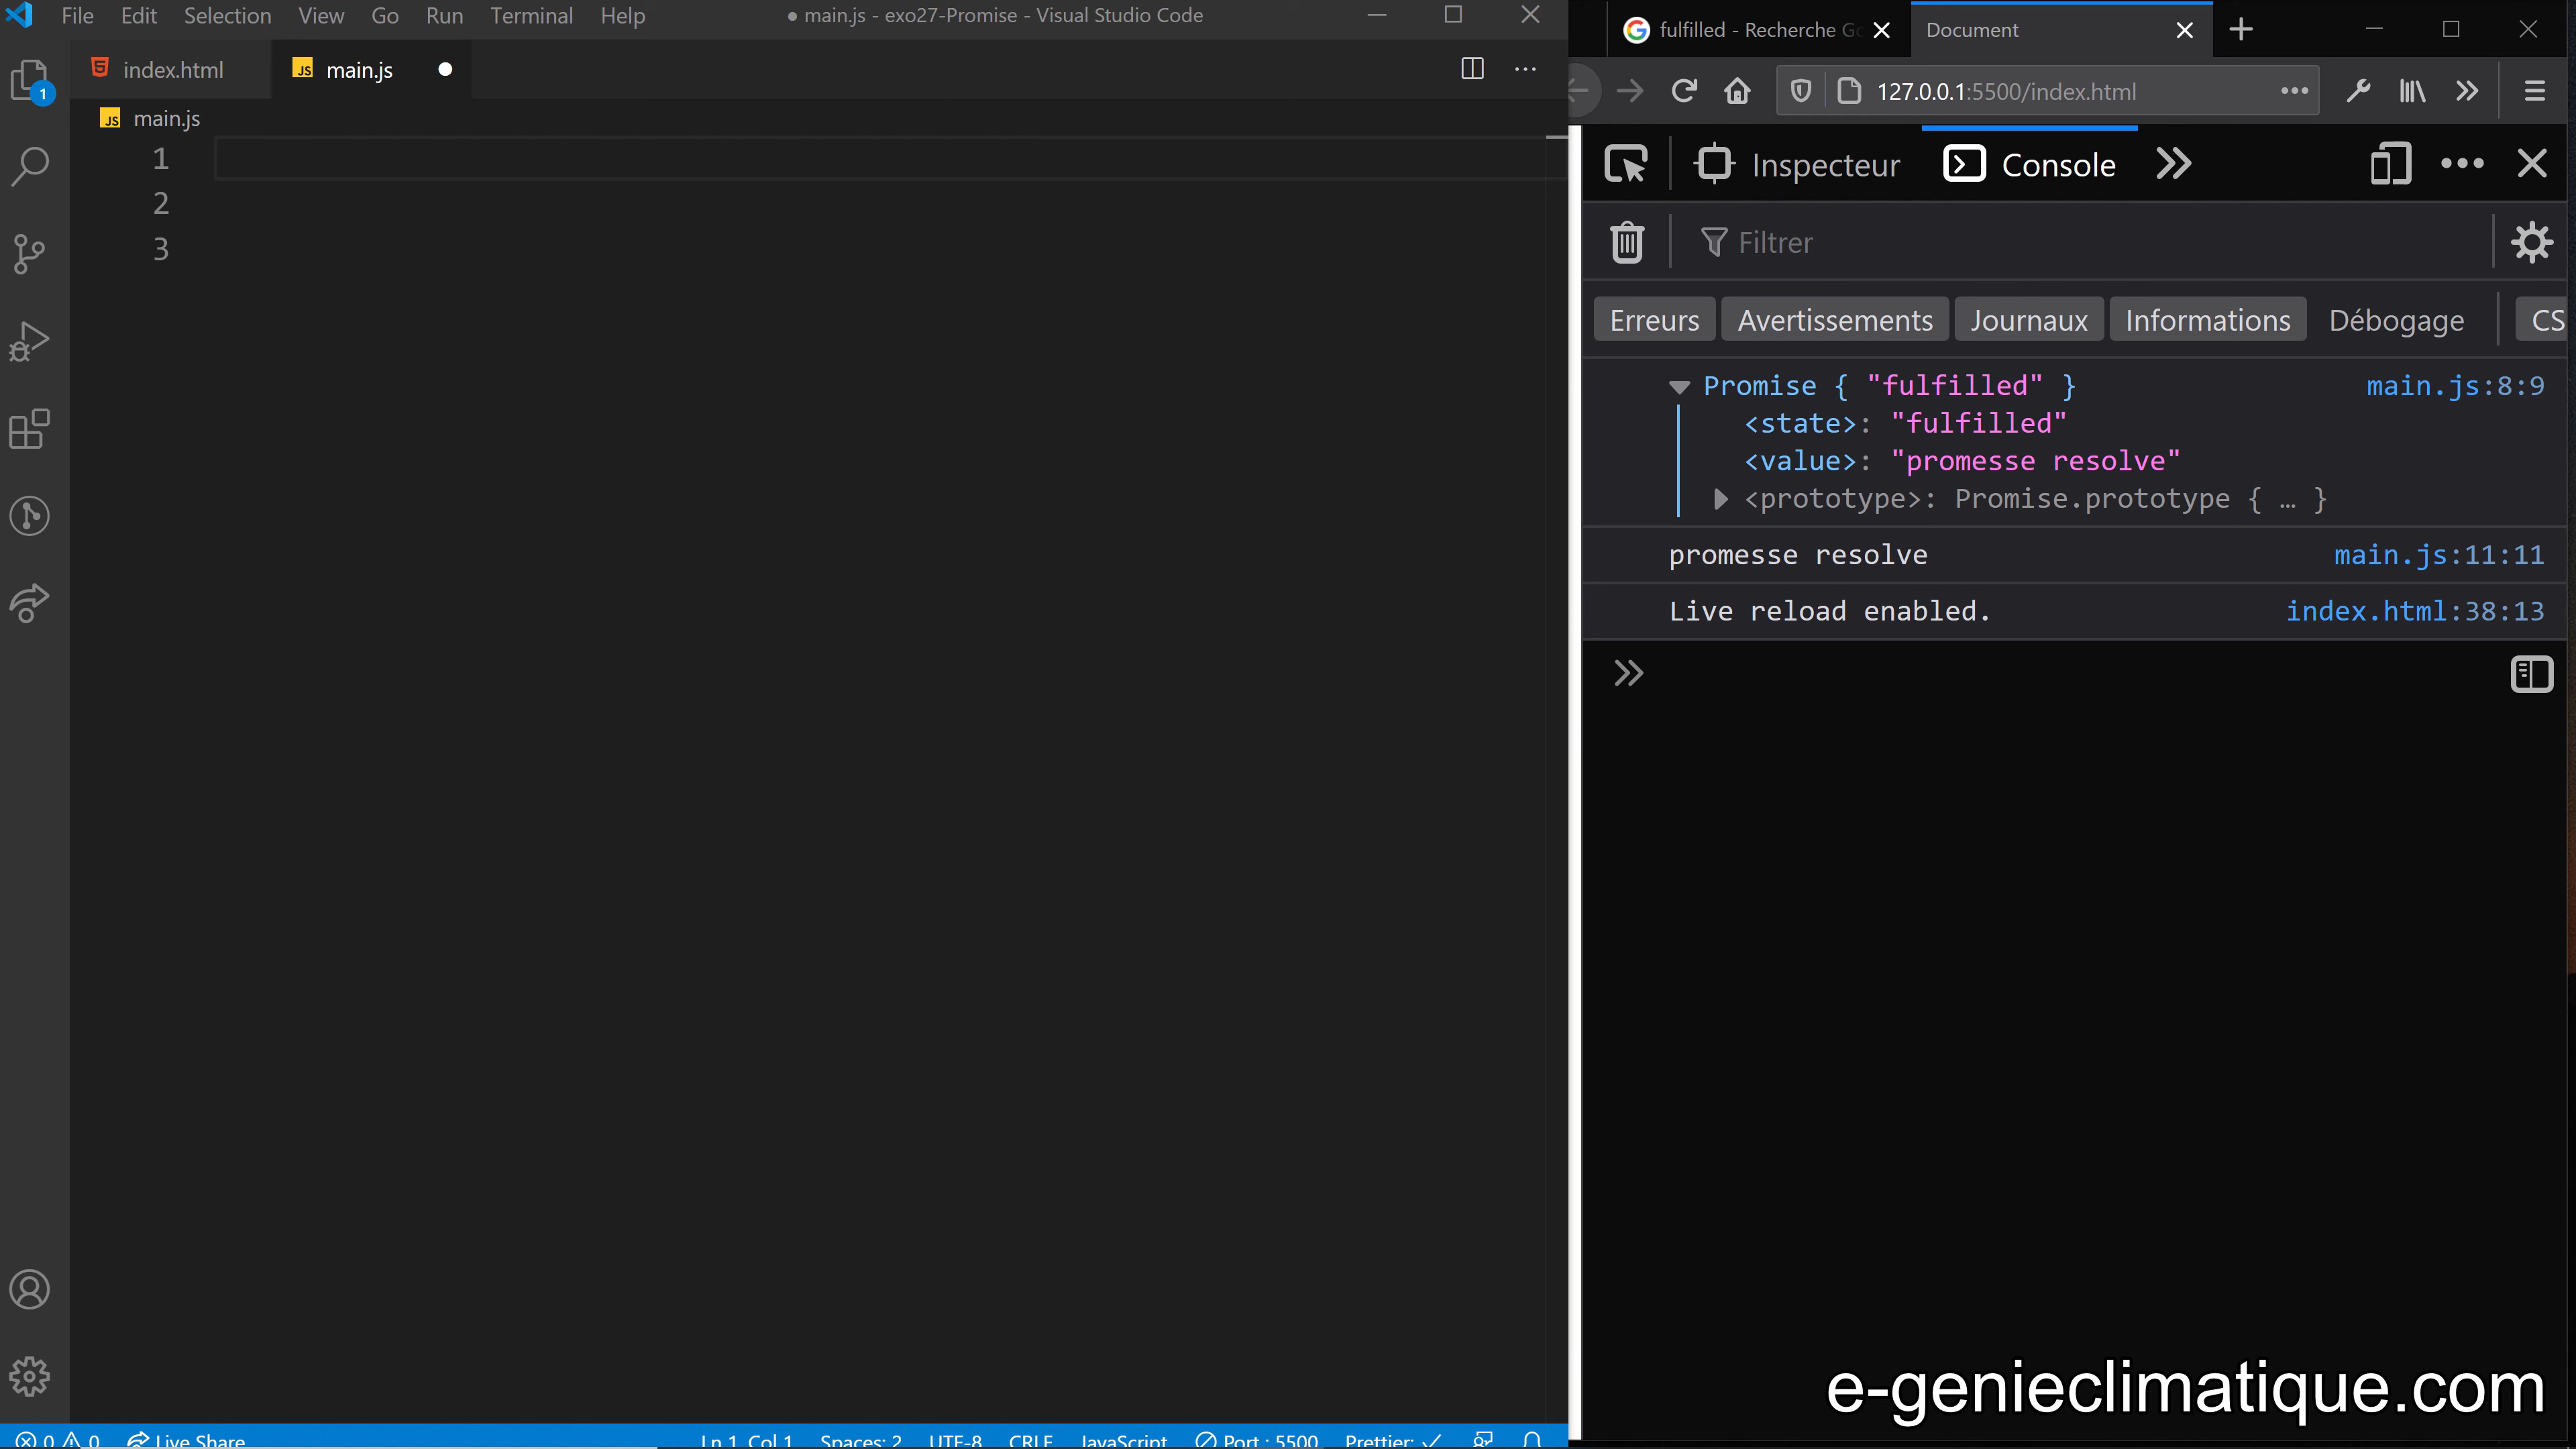 File Edit Selection View Go Run Terminal Help
● main.js - exo27-Promise - Visual Studio Code
index.html
JS main.js
1
JS main.js
1
2
3
0 0 Live Share
Ln 1, Col 1 Spaces: 2 UTF-8 CRLF JavaScript Port : 5500 Prettier: ✓
fulfilled - Recherche Go
Document
127.0.0.1:5500/index.html
Inspecteur Console
Filtrer
Erreurs Avertissements Journaux Informations Débogage CS
Promise { "fulfilled" } main.js:8:9
<state>: "fulfilled"
<value>: "promesse resolve"
<prototype>: Promise.prototype { … }
promesse resolve main.js:11:11
Live reload enabled. index.html:38:13
e-genieclimatique.com